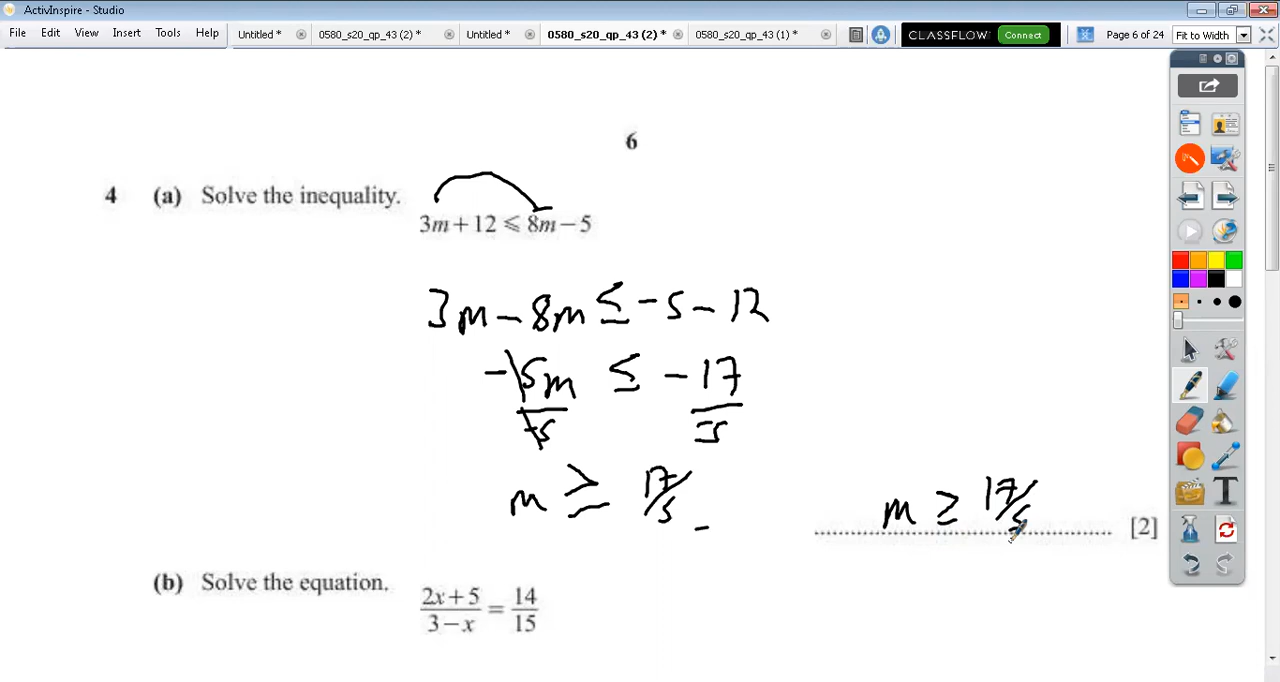 ActivInspire - Studio
File Edit View Insert Tools Help Untitled * 0580_s20_qp_43 (2) * Untitled * 0580_s20_qp_43 (2) * 0580_s20_qp_43 (1) * CLASSFLOW Connect Page 6 of 24 Fit to Width
6
4 (a) Solve the inequality.
3m + 12 ⩽ 8m − 5
3m − 8m ≤ −5 − 12
−5m ≤ −17
−5 −5
m ≥ 17/5
m ≥ 17/5 [2]
(b) Solve the equation.
2x + 5 14
= 
3 − x 15